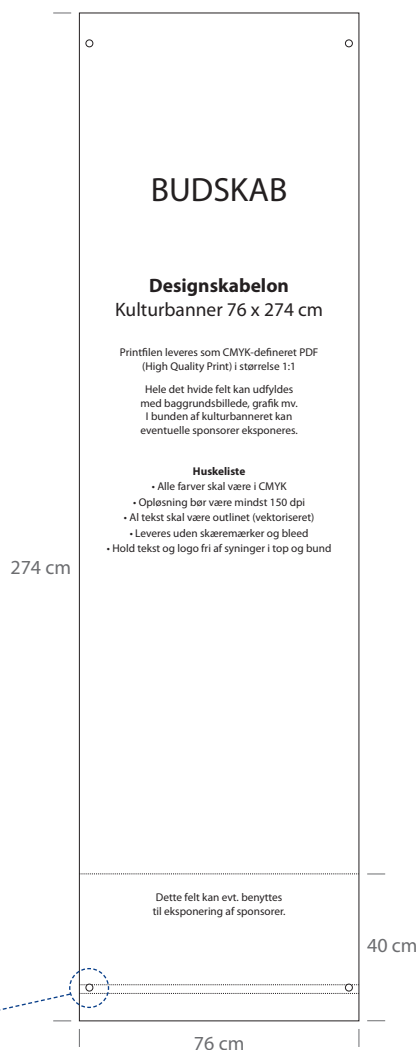 BUDSKAB
Designskabelon
Kulturbanner 76 x 274 cm
Printfilen leveres som CMYK-defineret PDF
(High Quality Print) i størrelse 1:1
Hele det hvide felt kan udfyldes
med baggrundsbillede, grafik mv.
I bunden af kulturbanneret kan
eventuelle sponsorer eksponeres.
Huskeliste
• Alle farver skal være i CMYK
• Opløsning bør være mindst 150 dpi
• Al tekst skal være outlinet (vektoriseret)
• Leveres uden skæremærker og bleed
• Hold tekst og logo fri af syninger i top og bund
274 cm
Dette felt kan evt. benyttes
til eksponering af sponsorer.
40 cm
76 cm